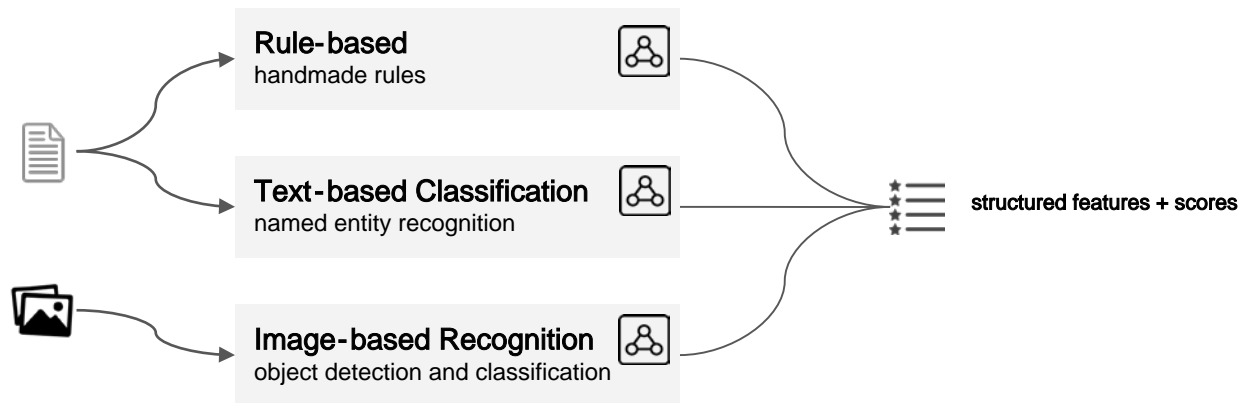 Rule-based
handmade rules
Text-based Classification
named entity recognition
structured features + scores
Image-based Recognition
object detection and classification